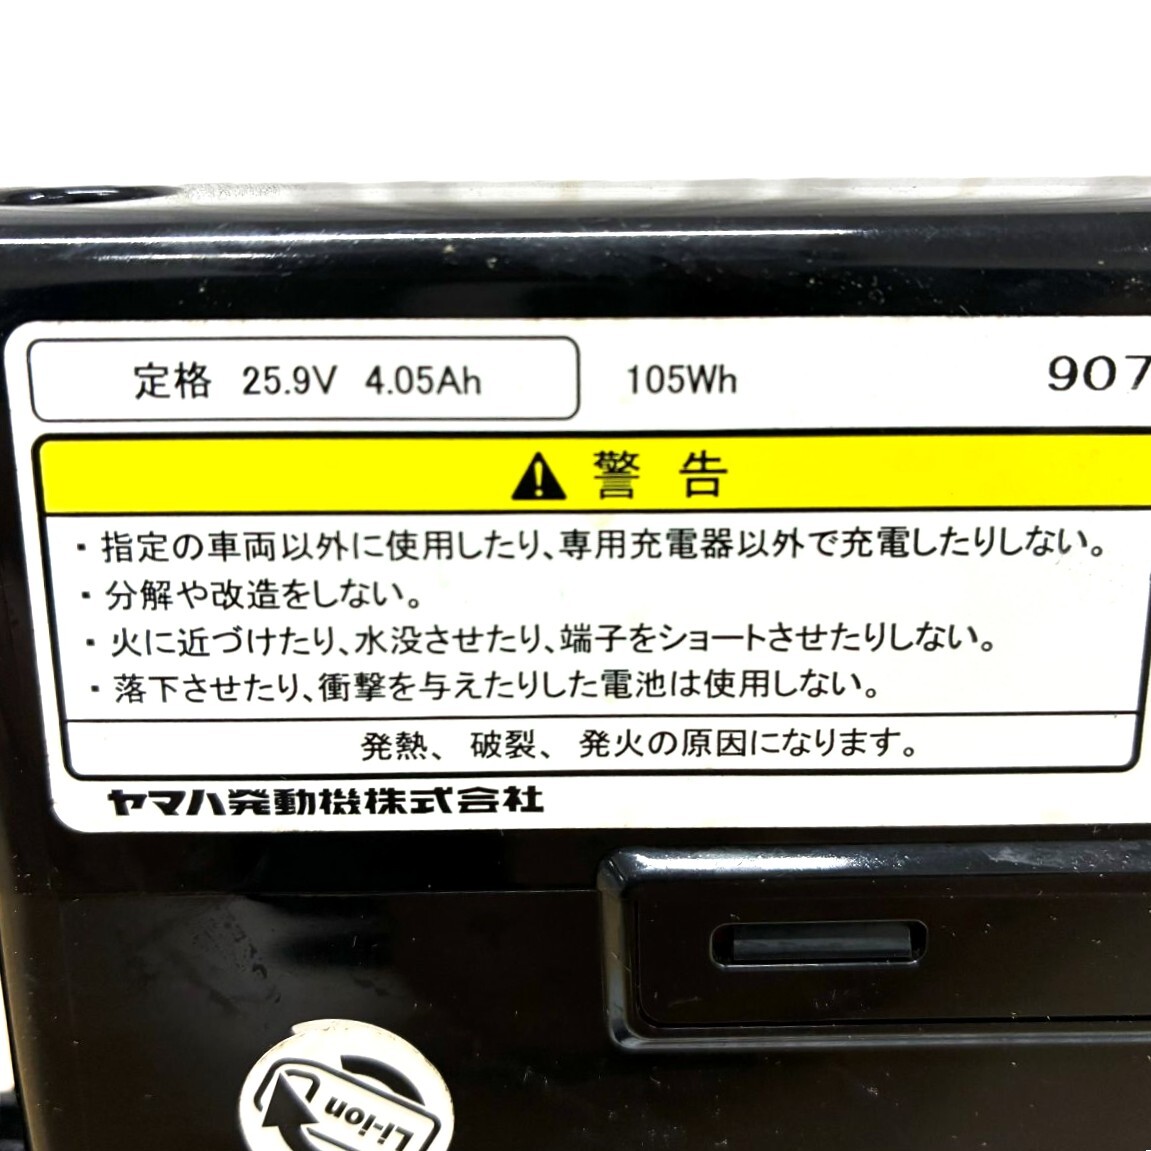 定格 25.9V 4.05Ah 105Wh 907
警告
・指定の車両以外に使用したり、専用充電器以外で充電したりしない。
・分解や改造をしない。
・火に近づけたり、水没させたり、端子をショートさせたりしない。
・落下させたり、衝撃を与えたりした電池は使用しない。
発熱、破裂、発火の原因になります。
ヤマハ発動機株式会社
Li-ion